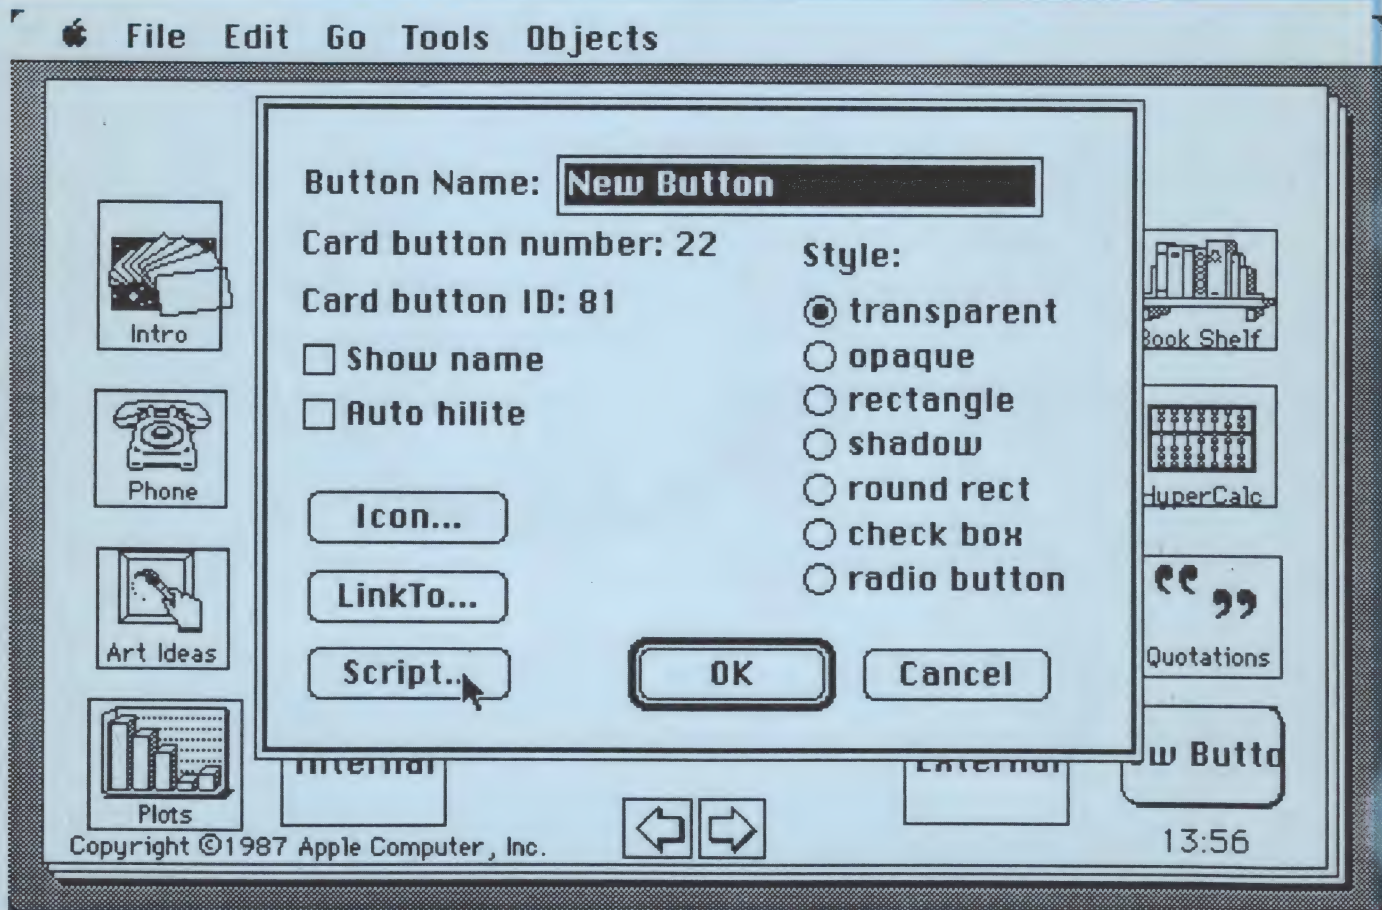 File Edit Go Tools Objects
Button Name: New Button
Card button number: 22
Card button ID: 81
Show name
Auto hilite
Style:
transparent
opaque
rectangle
shadow
round rect
check box
radio button
Icon...
LinkTo...
Script...
OK
Cancel
Intro
Phone
Art Ideas
Plots
Book Shelf
HyperCalc
Quotations
Internal
External
w Butto
13:56
Copyright ©1987 Apple Computer, Inc.